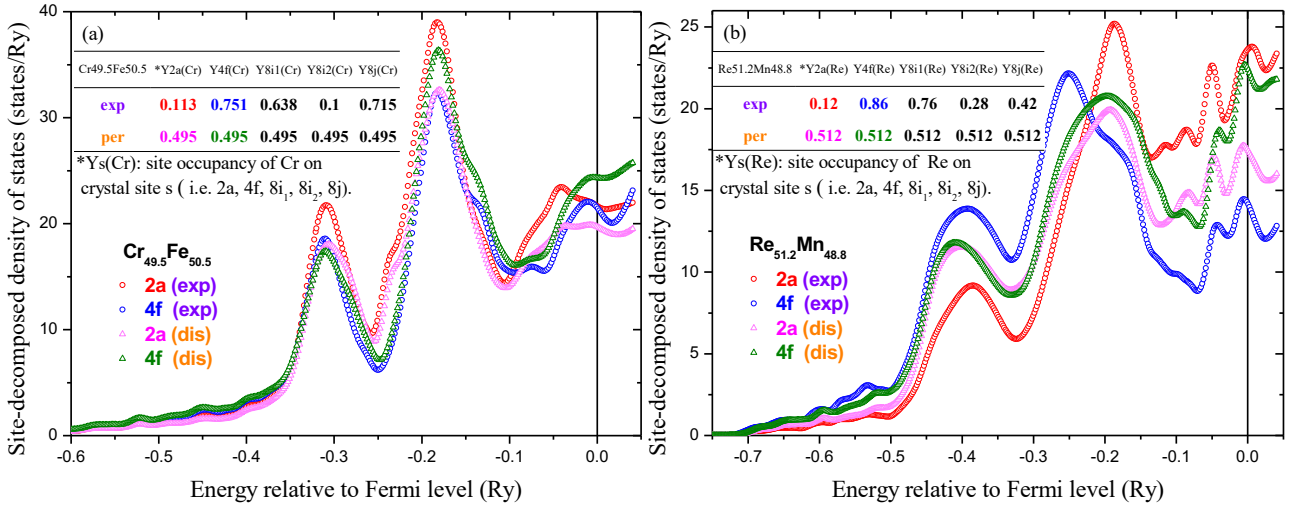 Site-decomposed density of states (states/Ry)
40
30
20
10
0
(a)
Cr49.5Fe50.5 *Y2a(Cr) Y4f(Cr) Y8i1(Cr) Y8i2(Cr) Y8j(Cr)
exp 0.113 0.751 0.638 0.1 0.715
per 0.495 0.495 0.495 0.495 0.495
*Ys(Cr): site occupancy of Cr on
crystal site s ( i.e. 2a, 4f, 8i₁, 8i₂, 8j).
Cr₄₉.₅Fe₅₀.₅
2a (exp)
4f (exp)
2a (dis)
4f (dis)
-0.6 -0.5 -0.4 -0.3 -0.2 -0.1 0.0
Energy relative to Fermi level (Ry)
Site-decomposed density of states (states/Ry)
25
20
15
10
5
0
(b)
Re51.2Mn48.8 *Y2a(Re) Y4f(Re) Y8i1(Re) Y8i2(Re) Y8j(Re)
exp 0.12 0.86 0.76 0.28 0.42
per 0.512 0.512 0.512 0.512 0.512
*Ys(Re): site occupancy of Re on
crystal site s ( i.e. 2a, 4f, 8i₁, 8i₂, 8j).
Re₅₁.₂Mn₄₈.₈
2a (exp)
4f (exp)
2a (dis)
4f (dis)
-0.7 -0.6 -0.5 -0.4 -0.3 -0.2 -0.1 0.0
Energy relative to Fermi level (Ry)